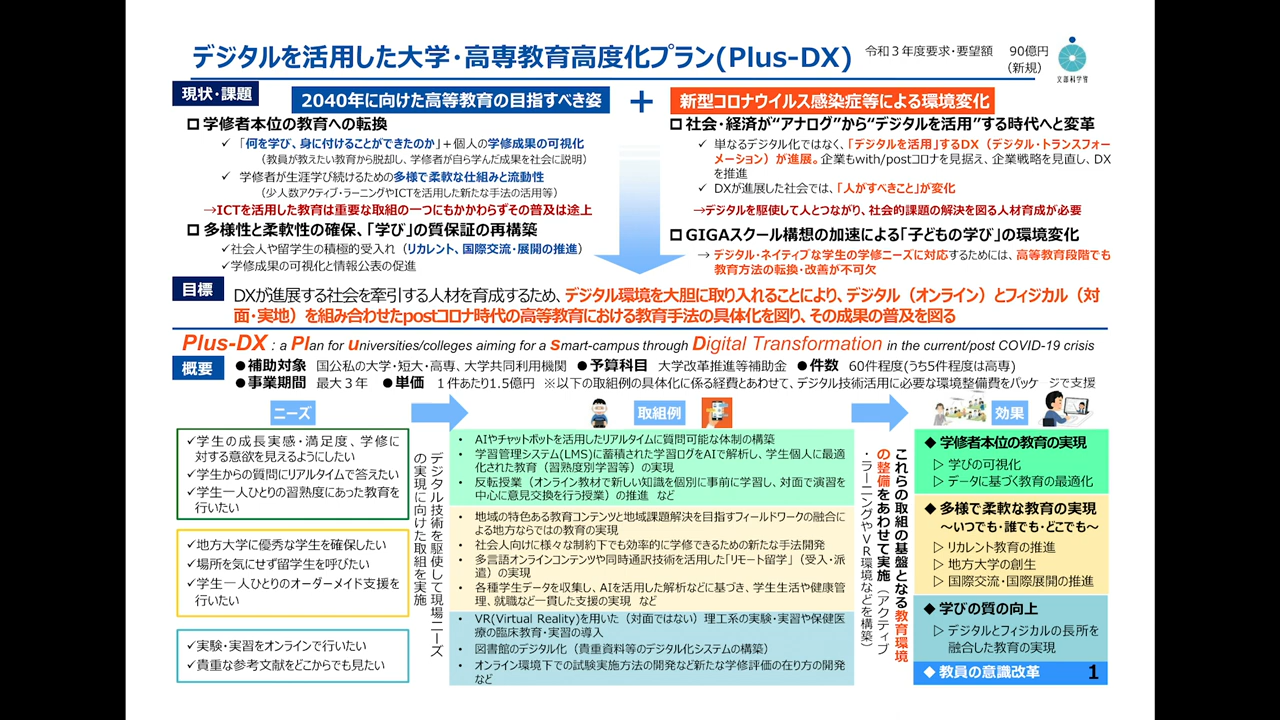 デジタルを活用した大学・高専教育高度化プラン(Plus-DX)
令和３年度要求・要望額　90億円
（新規）
文部科学省
現状・課題
2040年に向けた高等教育の目指すべき姿
＋
新型コロナウイルス感染症等による環境変化
□ 学修者本位の教育への転換
✓ 「何を学び、身に付けることができたのか」＋個人の学修成果の可視化
（教員が教えたい教育から脱却し、学修者が自ら学んだ成果を社会に説明）
✓ 学修者が生涯学び続けるための多様で柔軟な仕組みと流動性
（少人数アクティブ・ラーニングやICTを活用した新たな手法の活用等）
→ICTを活用した教育は重要な取組の一つにもかかわらずその普及は途上
□ 多様性と柔軟性の確保、「学び」の質保証の再構築
✓社会人や留学生の積極的受入れ（リカレント、国際交流・展開の推進）
✓学修成果の可視化と情報公表の促進
□ 社会・経済が“アナログ”から“デジタルを活用”する時代へと変革
✓ 単なるデジタル化ではなく、「デジタルを活用」するDX（デジタル・トランスフォー
メーション）が進展。企業もwith/postコロナを見据え、企業戦略を見直し、DX
を推進
✓ DXが進展した社会では、「人がすべきこと」が変化
→デジタルを駆使して人とつながり、社会的課題の解決を図る人材育成が必要
□ GIGAスクール構想の加速による「子どもの学び」の環境変化
→ デジタル・ネイティブな学生の学修ニーズに対応するためには、高等教育段階でも
教育方法の転換・改善が不可欠
目標
DXが進展する社会を牽引する人材を育成するため、デジタル環境を大胆に取り入れることにより、デジタル（オンライン）とフィジカル（対
面・実地）を組み合わせたpostコロナ時代の高等教育における教育手法の具体化を図り、その成果の普及を図る
Plus-DX : a Plan for universities/colleges aiming for a smart-campus through Digital Transformation in the current/post COVID-19 crisis
概要
●補助対象　国公私の大学・短大・高専、大学共同利用機関　●予算科目　大学改革推進等補助金　●件数　60件程度(うち5件程度は高専)
●事業期間　最大３年　●単価　１件あたり1.5億円　※以下の取組例の具体化に係る経費とあわせて、デジタル技術活用に必要な環境整備費をパッケージで支援
ニーズ
✓学生の成長実感・満足度、学修に
対する意欲を見えるようにしたい
✓学生からの質問にリアルタイムで答えたい
✓学生一人ひとりの習熟度にあった教育を
行いたい
✓地方大学に優秀な学生を確保したい
✓場所を気にせず留学生を呼びたい
✓学生一人ひとりのオーダーメイド支援を
行いたい
✓実験・実習をオンラインで行いたい
✓貴重な参考文献をどこからでも見たい
デジタル技術を駆使して現場ニーズ
の実現に向けた取組を実施
取組例
• AIやチャットボットを活用したリアルタイムに質問可能な体制の構築
• 学習管理システム(LMS)に蓄積された学習ログをAIで解析し、学生個人に最適
化された教育（習熟度別学習等）の実現
• 反転授業（オンライン教材で新しい知識を個別に事前に学習し、対面で演習を
中心に意見交換を行う授業）の推進　など
• 地域の特色ある教育コンテンツと地域課題解決を目指すフィールドワークの融合に
よる地方ならではの教育の実現
• 社会人向けに様々な制約下でも効率的に学修できるための新たな手法開発
• 多言語オンラインコンテンツや同時通訳技術を活用した「リモート留学」（受入・派
遣）の実現
• 各種学生データを収集し、AIを活用した解析などに基づき、学生生活や健康管
理、就職など一貫した支援の実現　など
• VR(Virtual Reality)を用いた（対面ではない）理工系の実験・実習や保健医
療の臨床教育・実習の導入
• 図書館のデジタル化（貴重資料等のデジタル化システムの構築）
• オンライン環境下での試験実施方法の開発など新たな学修評価の在り方の開発
など
これらの取組の基盤となる教育環境
の整備をあわせて実施（アクティブ
・ラーニングやＶＲ環境などを構築）
効果
◆ 学修者本位の教育の実現
▷ 学びの可視化
▷ データに基づく教育の最適化
◆ 多様で柔軟な教育の実現
～いつでも・誰でも・どこでも～
▷ リカレント教育の推進
▷ 地方大学の創生
▷ 国際交流・国際展開の推進
◆ 学びの質の向上
▷ デジタルとフィジカルの長所を
融合した教育の実現
◆ 教員の意識改革
1